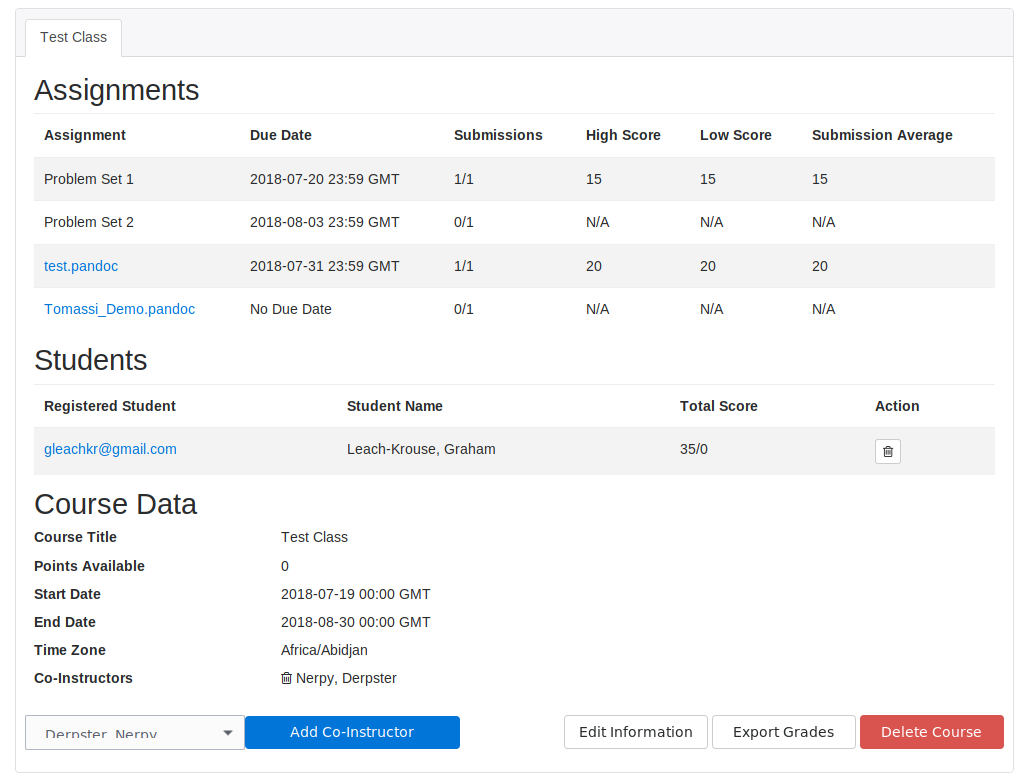 Test Class
Assignments
Assignment Due Date Submissions High Score Low Score Submission Average
Problem Set 1 2018-07-20 23:59 GMT 1/1 15 15 15
Problem Set 2 2018-08-03 23:59 GMT 0/1 N/A N/A N/A
test.pandoc 2018-07-31 23:59 GMT 1/1 20 20 20
Tomassi_Demo.pandoc No Due Date 0/1 N/A N/A N/A
Students
Registered Student Student Name Total Score Action
gleachkr@gmail.com Leach-Krouse, Graham 35/0
Course Data
Course Title Test Class
Points Available 0
Start Date 2018-07-19 00:00 GMT
End Date 2018-08-30 00:00 GMT
Time Zone Africa/Abidjan
Co-Instructors Nerpy, Derpster
Derpster, Nerpy Add Co-Instructor Edit Information Export Grades Delete Course